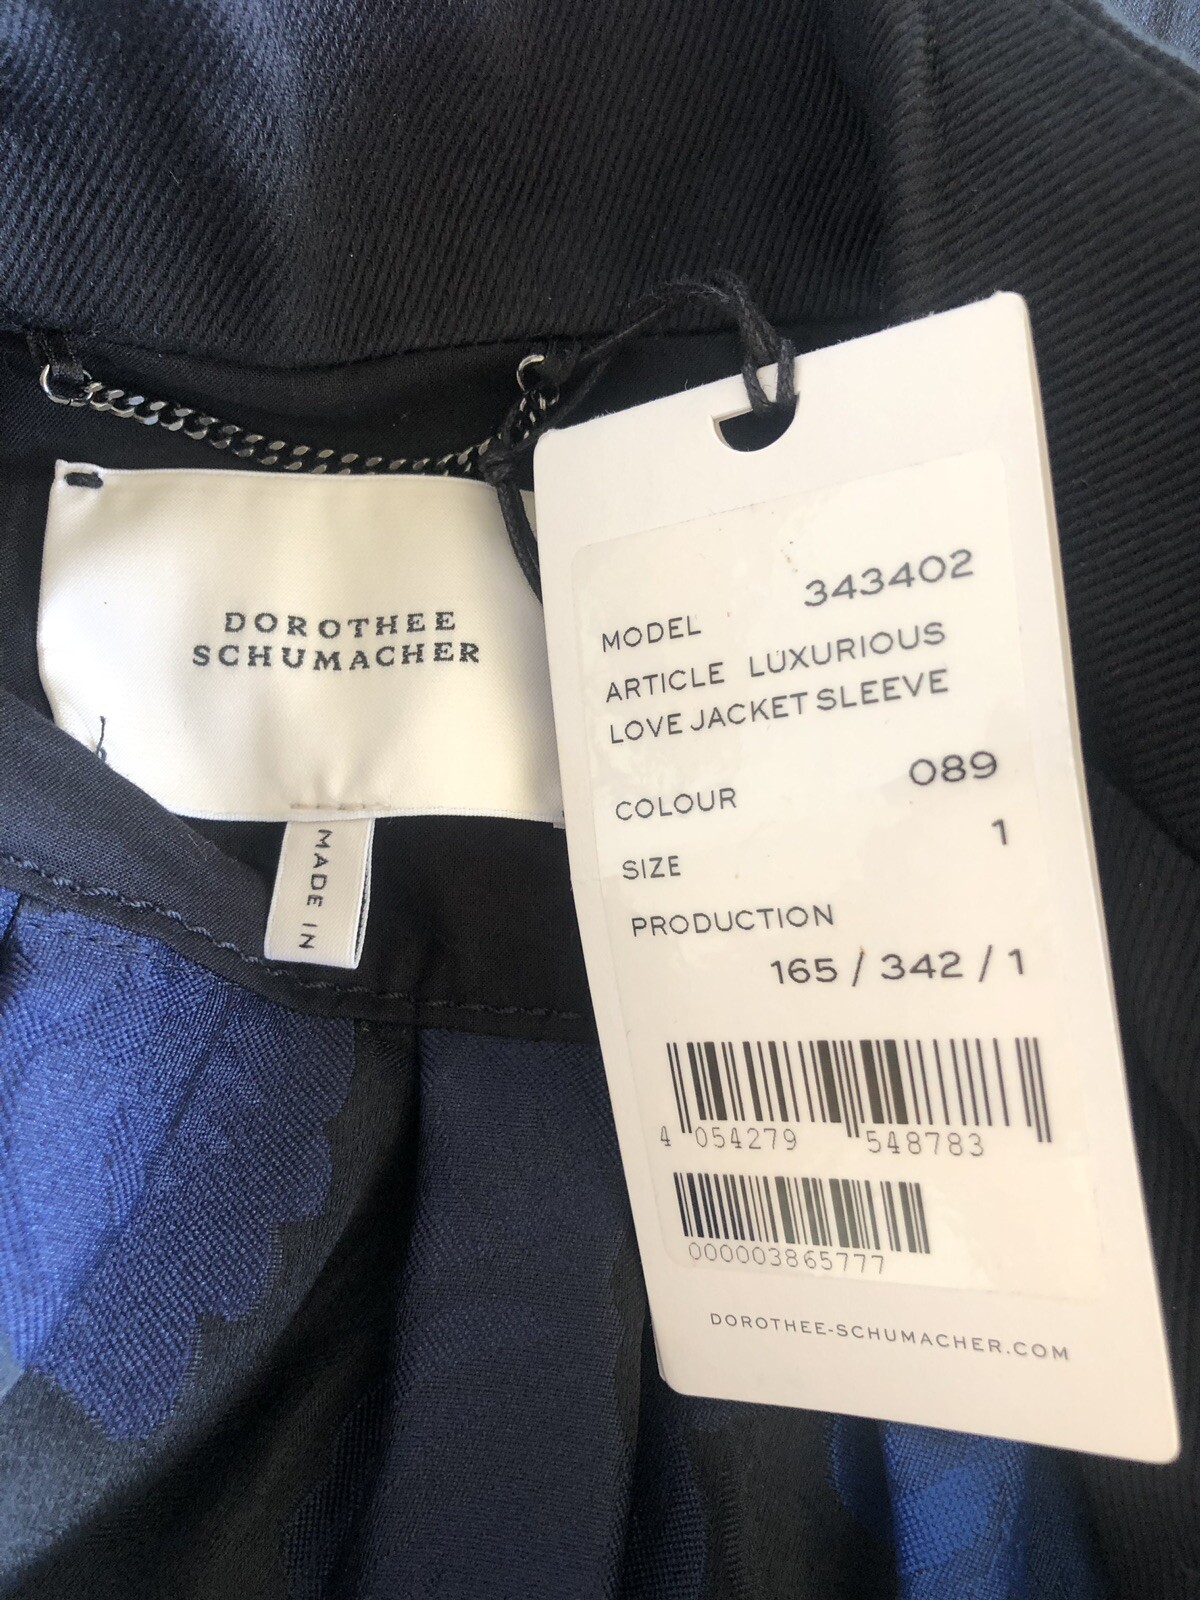 DOROTHEE
SCHUMACHER
MADE IN
343402
MODEL
ARTICLE LUXURIOUS
LOVE JACKET SLEEVE
COLOUR 089
SIZE 1
PRODUCTION
165 / 342 / 1
4 054279 548783
000003865777
DOROTHEE-SCHUMACHER.COM